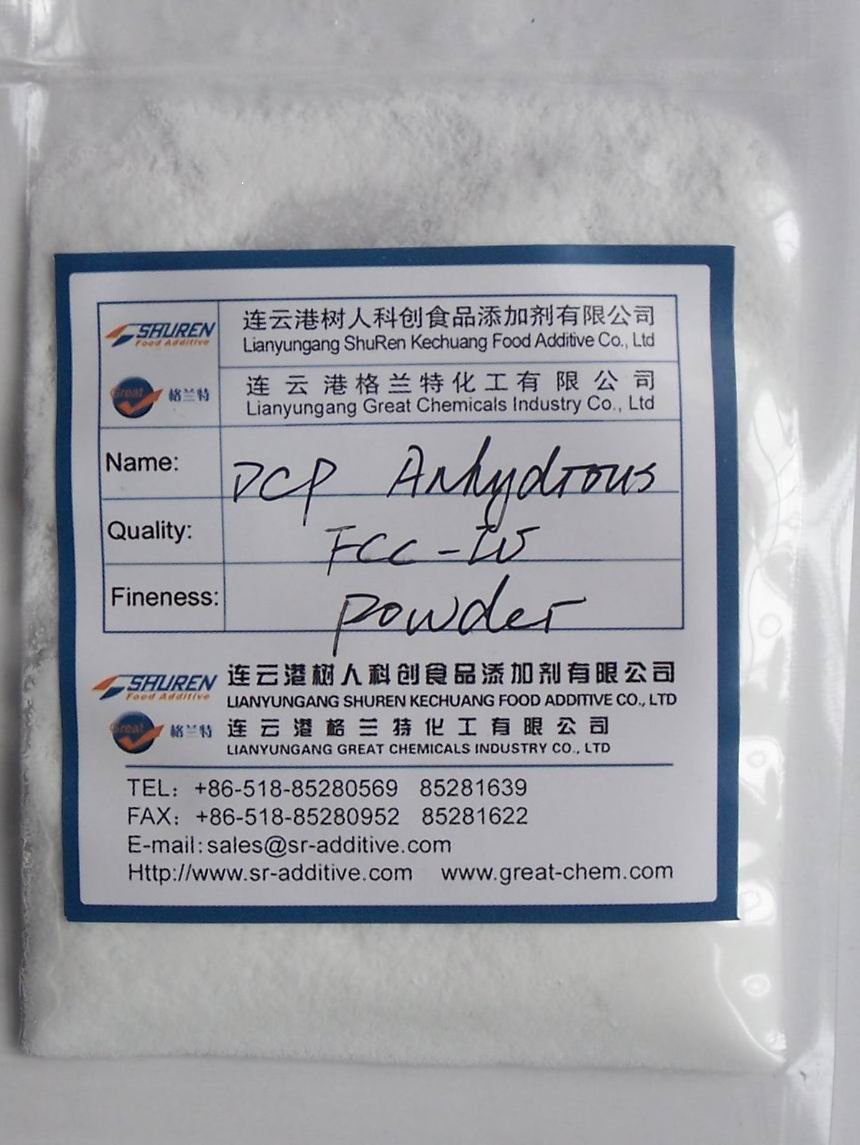 SHUREN
Food Additive
连云港树人科创食品添加剂有限公司
Lianyungang ShuRen Kechuang Food Additive Co., Ltd
Great 格兰特
连云港格兰特化工有限公司
Lianyungang Great Chemicals Industry Co., Ltd
Name: DCP Anhydrous
Quality: FCC-IV
Fineness: powder
SHUREN
Food Additive
连云港树人科创食品添加剂有限公司
LIANYUNGANG SHUREN KECHUANG FOOD ADDITIVE CO., LTD
Great 格兰特
连云港格兰特化工有限公司
LIANYUNGANG GREAT CHEMICALS INDUSTRY CO., LTD
TEL: +86-518-85280569 85281639
FAX: +86-518-85280952 85281622
E-mail:sales@sr-additive.com
Http://www.sr-additive.com www.great-chem.com